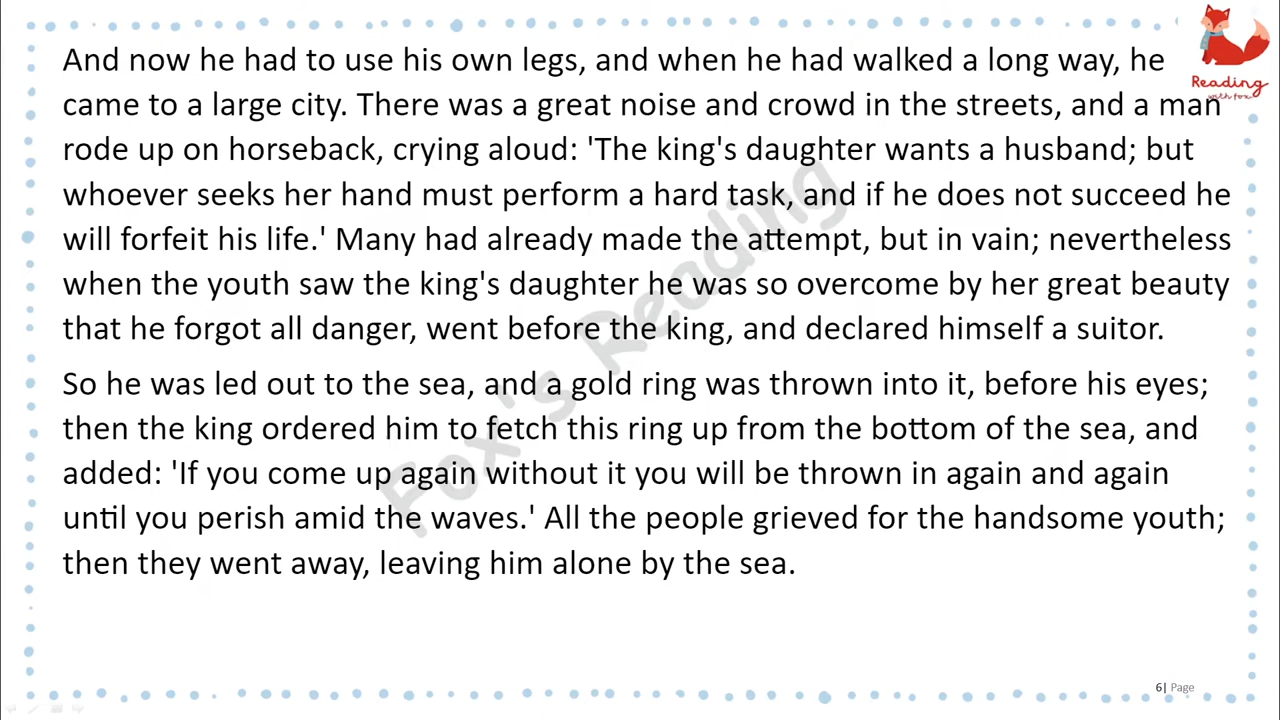 And now he had to use his own legs, and when he had walked a long way, he
came to a large city. There was a great noise and crowd in the streets, and a man
rode up on horseback, crying aloud: 'The king's daughter wants a husband; but
whoever seeks her hand must perform a hard task, and if he does not succeed he
will forfeit his life.' Many had already made the attempt, but in vain; nevertheless
when the youth saw the king's daughter he was so overcome by her great beauty
that he forgot all danger, went before the king, and declared himself a suitor.
So he was led out to the sea, and a gold ring was thrown into it, before his eyes;
then the king ordered him to fetch this ring up from the bottom of the sea, and
added: 'If you come up again without it you will be thrown in again and again
until you perish amid the waves.' All the people grieved for the handsome youth;
then they went away, leaving him alone by the sea.
Reading
with fox
Fox's Reading
6| Page